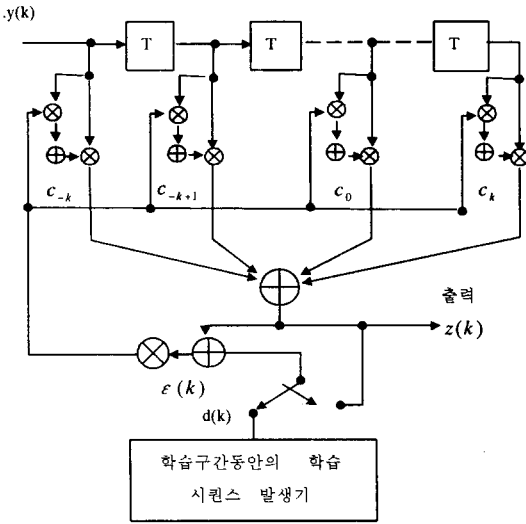 .y(k)
T T T
c₋ₖ c₋ₖ₊₁ c₀ cₖ
출력
z(k)
ε(k)
d(k)
학습구간동안의 학습
시퀀스 발생기